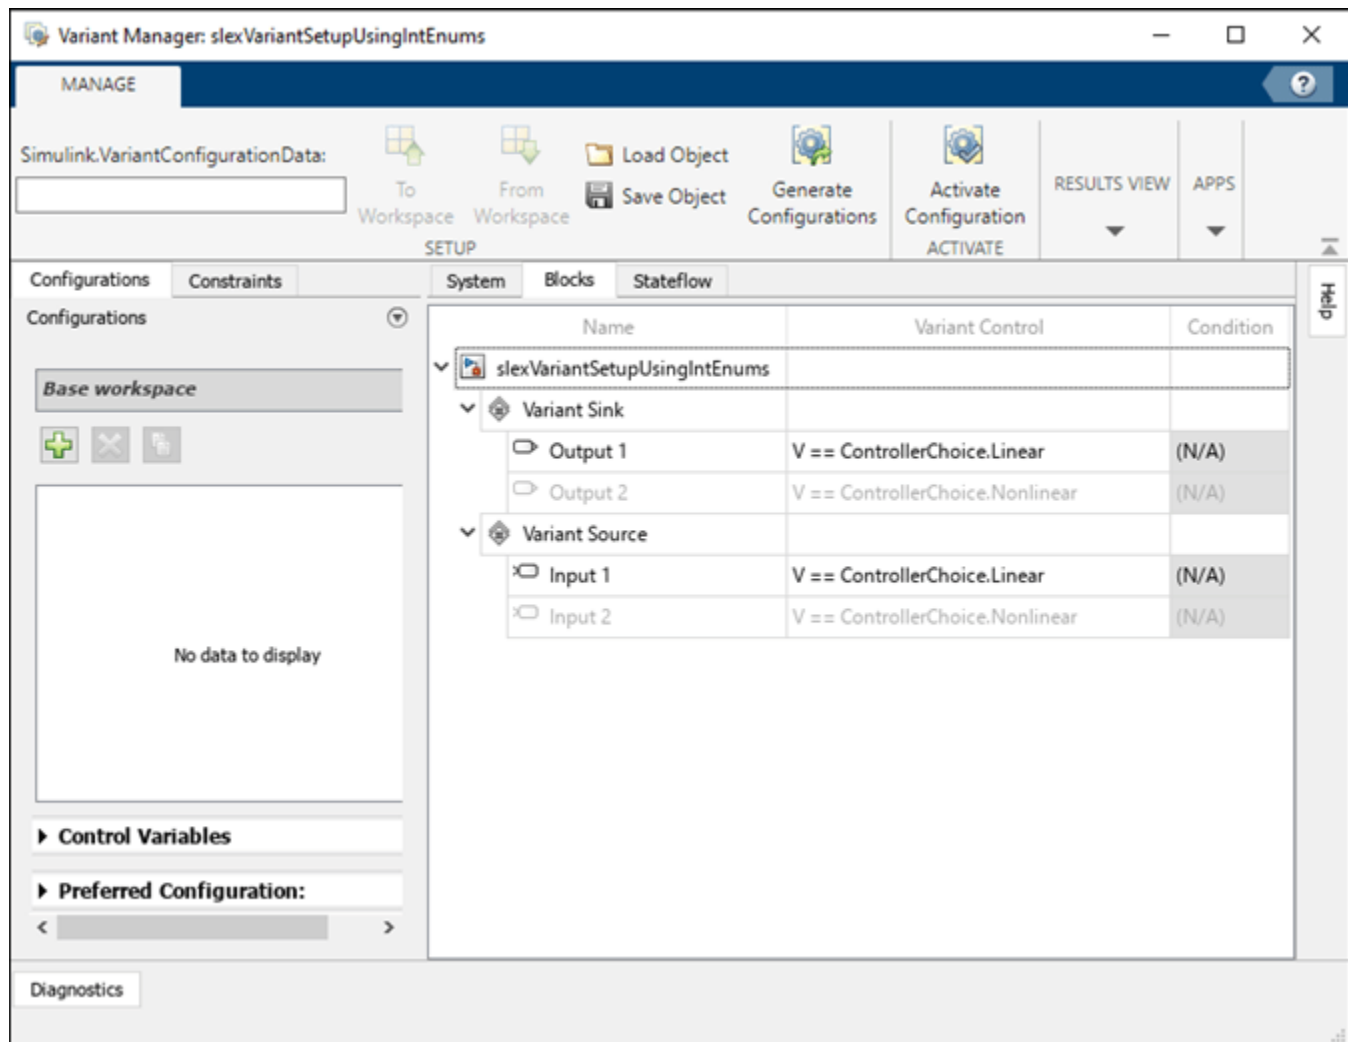 Variant Manager: slexVariantSetupUsingIntEnums
MANAGE
?
Simulink.VariantConfigurationData:
To Workspace
From Workspace
Load Object
Save Object
SETUP
Generate Configurations
Activate Configuration
ACTIVATE
RESULTS VIEW
APPS
Configurations
Constraints
Configurations
Base workspace
No data to display
Control Variables
Preferred Configuration:
System
Blocks
Stateflow
Name Variant Control Condition
slexVariantSetupUsingIntEnums
Variant Sink
Output 1 V == ControllerChoice.Linear (N/A)
Output 2 V == ControllerChoice.Nonlinear (N/A)
Variant Source
Input 1 V == ControllerChoice.Linear (N/A)
Input 2 V == ControllerChoice.Nonlinear (N/A)
Help
Diagnostics